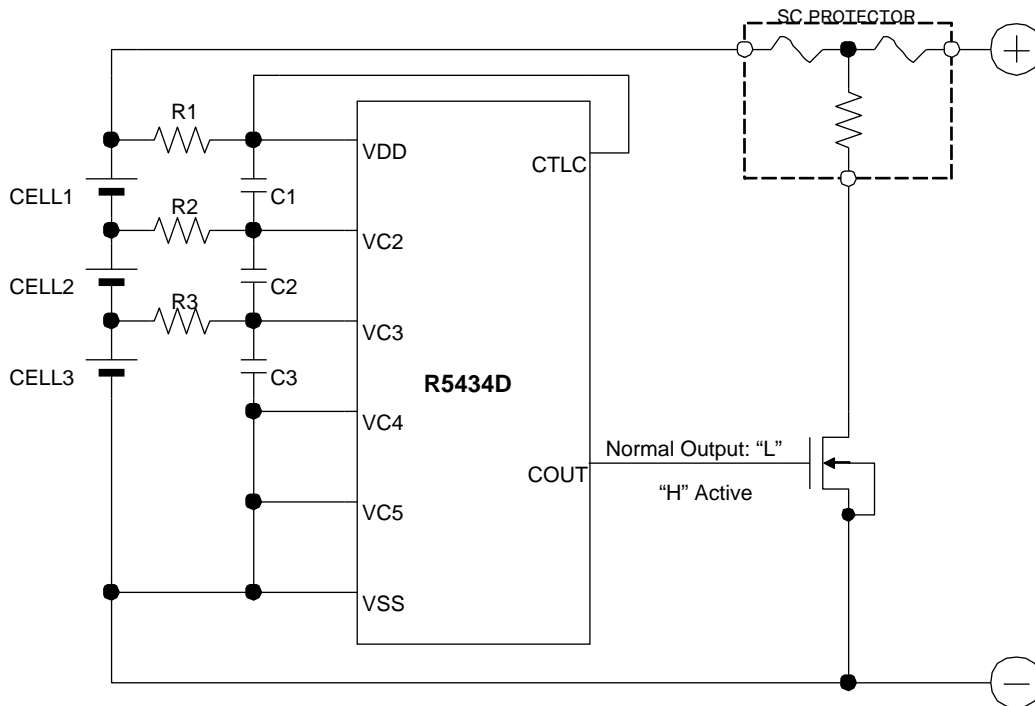 SC PROTECTOR
R1
VDD
CTLC
CELL1
C1
R2
VC2
CELL2
C2
R3
VC3
CELL3
C3
R5434D
VC4
Normal Output: “L”
COUT
“H” Active
VC5
VSS